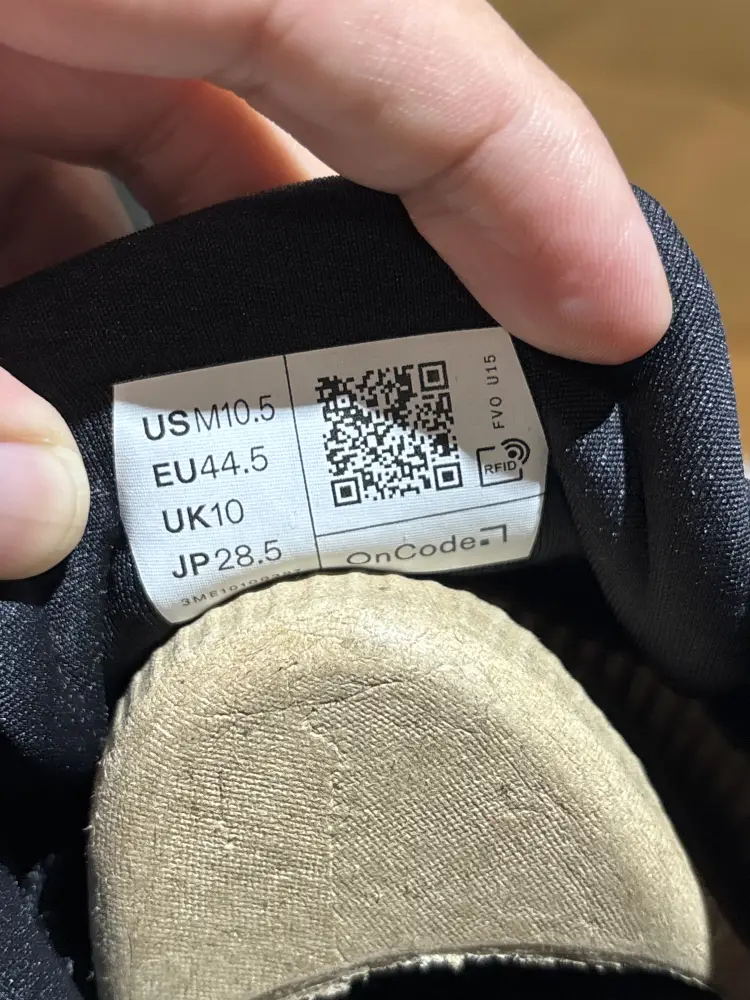 USM10.5
EU44.5
UK10
JP28.5
FVO U15
RFID
OnCode